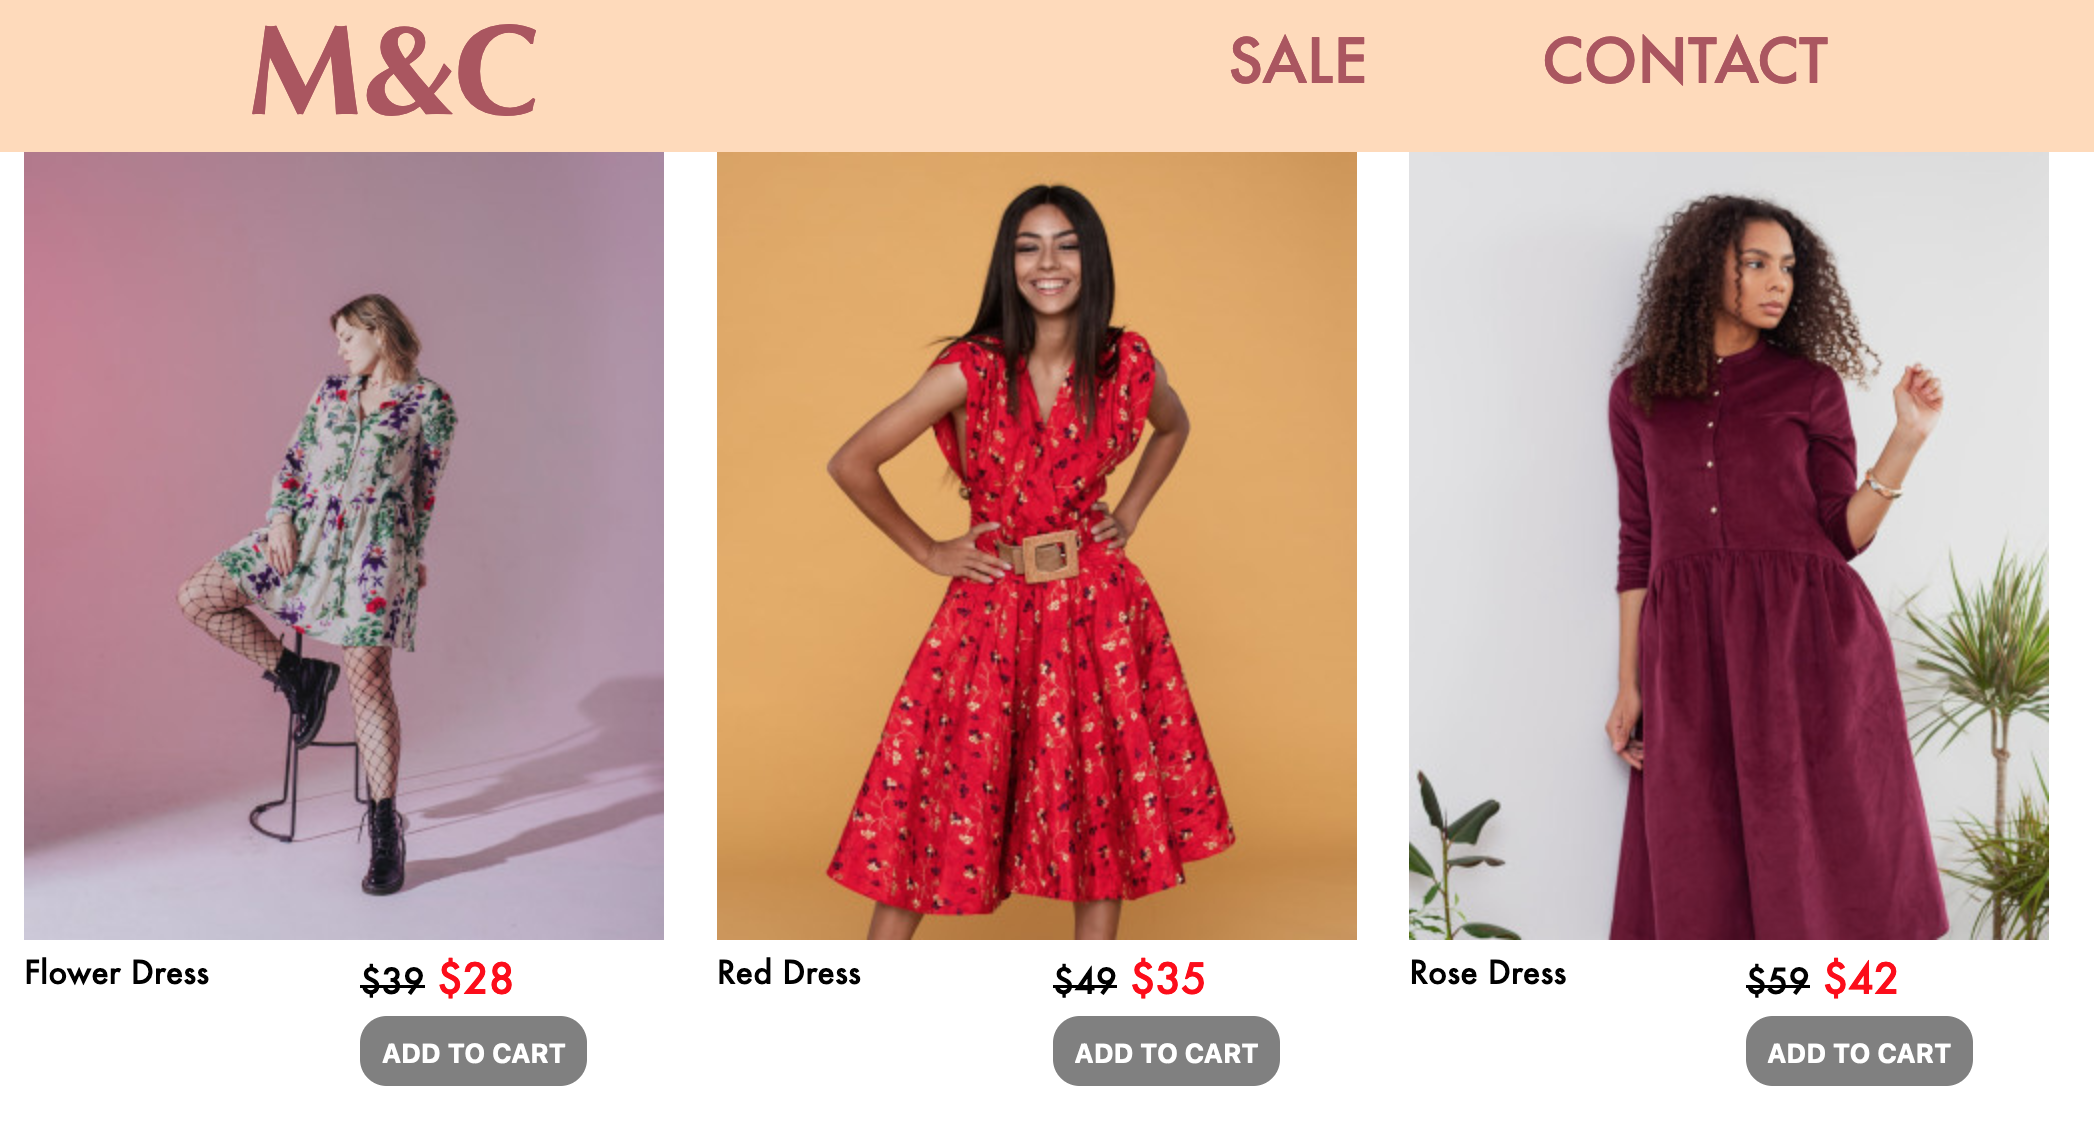 M&C SALE CONTACT
Flower Dress $39 $28
Red Dress $49 $35
Rose Dress $59 $42
ADD TO CART
ADD TO CART
ADD TO CART